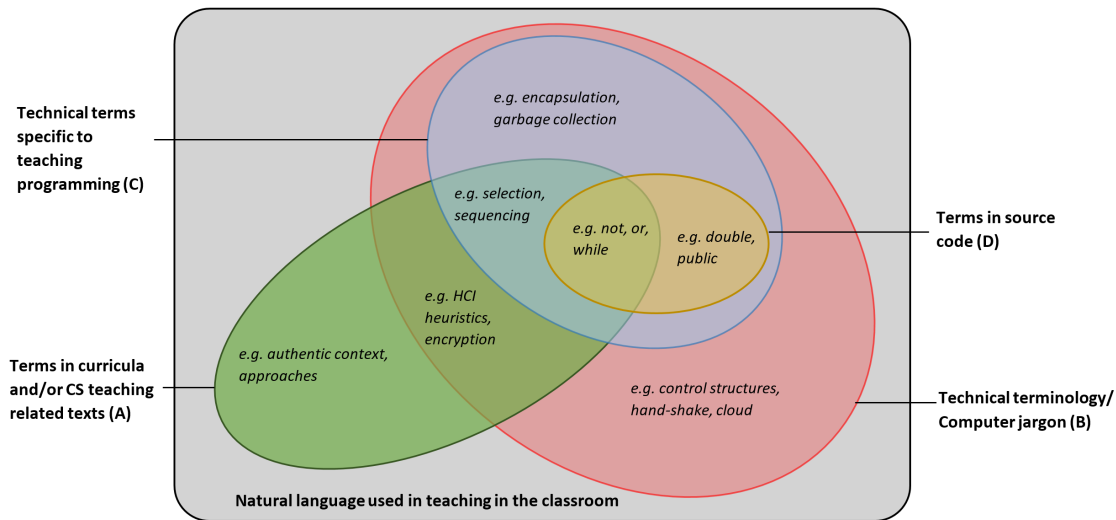 e.g. encapsulation,
garbage collection
Technical terms
specific to
teaching
programming (C)
e.g. selection,
sequencing
e.g. not, or,
while
e.g. double,
public
Terms in source
code (D)
e.g. HCI
heuristics,
encryption
e.g. authentic context,
approaches
Terms in curricula
and/or CS teaching
related texts (A)
e.g. control structures,
hand-shake, cloud
Technical terminology/
Computer jargon (B)
Natural language used in teaching in the classroom